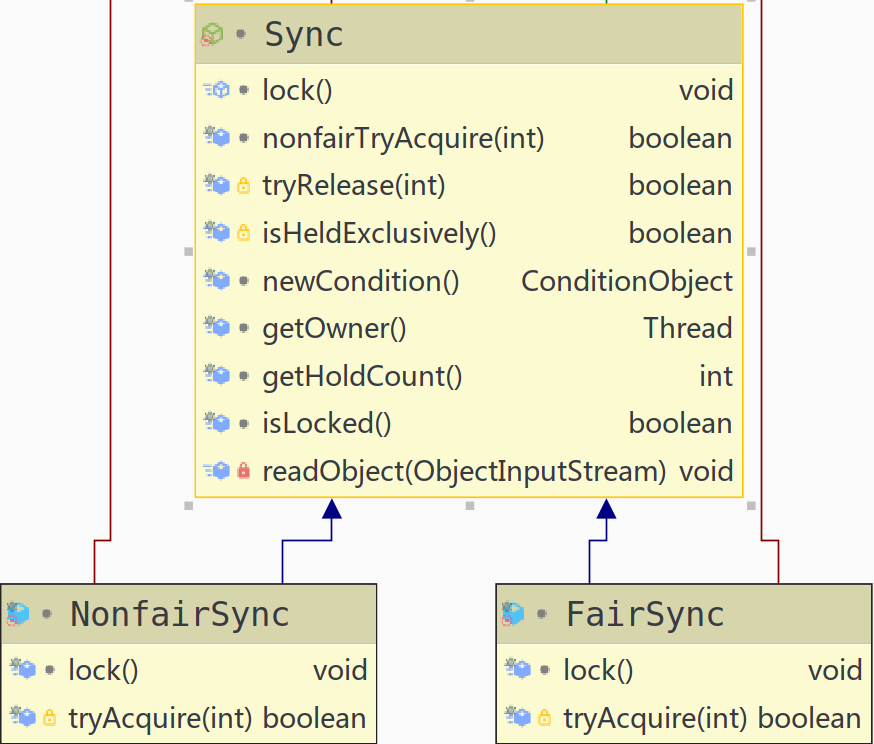 Sync
lock() void
nonfairTryAcquire(int) boolean
tryRelease(int) boolean
isHeldExclusively() boolean
newCondition() ConditionObject
getOwner() Thread
getHoldCount() int
isLocked() boolean
readObject(ObjectInputStream) void
NonfairSync
lock() void
tryAcquire(int) boolean
FairSync
lock() void
tryAcquire(int) boolean